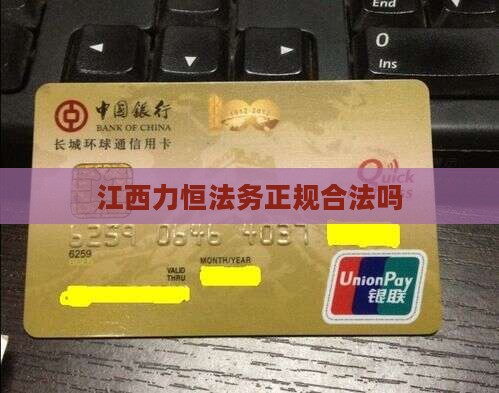 End
0
Ins
中国银行
BANK OF CHINA
长城环球通信用卡
Quick
江西力恒法务正规合法吗
6259 0646 4037
6259
MONTH/YEAR
VALID
THRU
UnionPay
银联